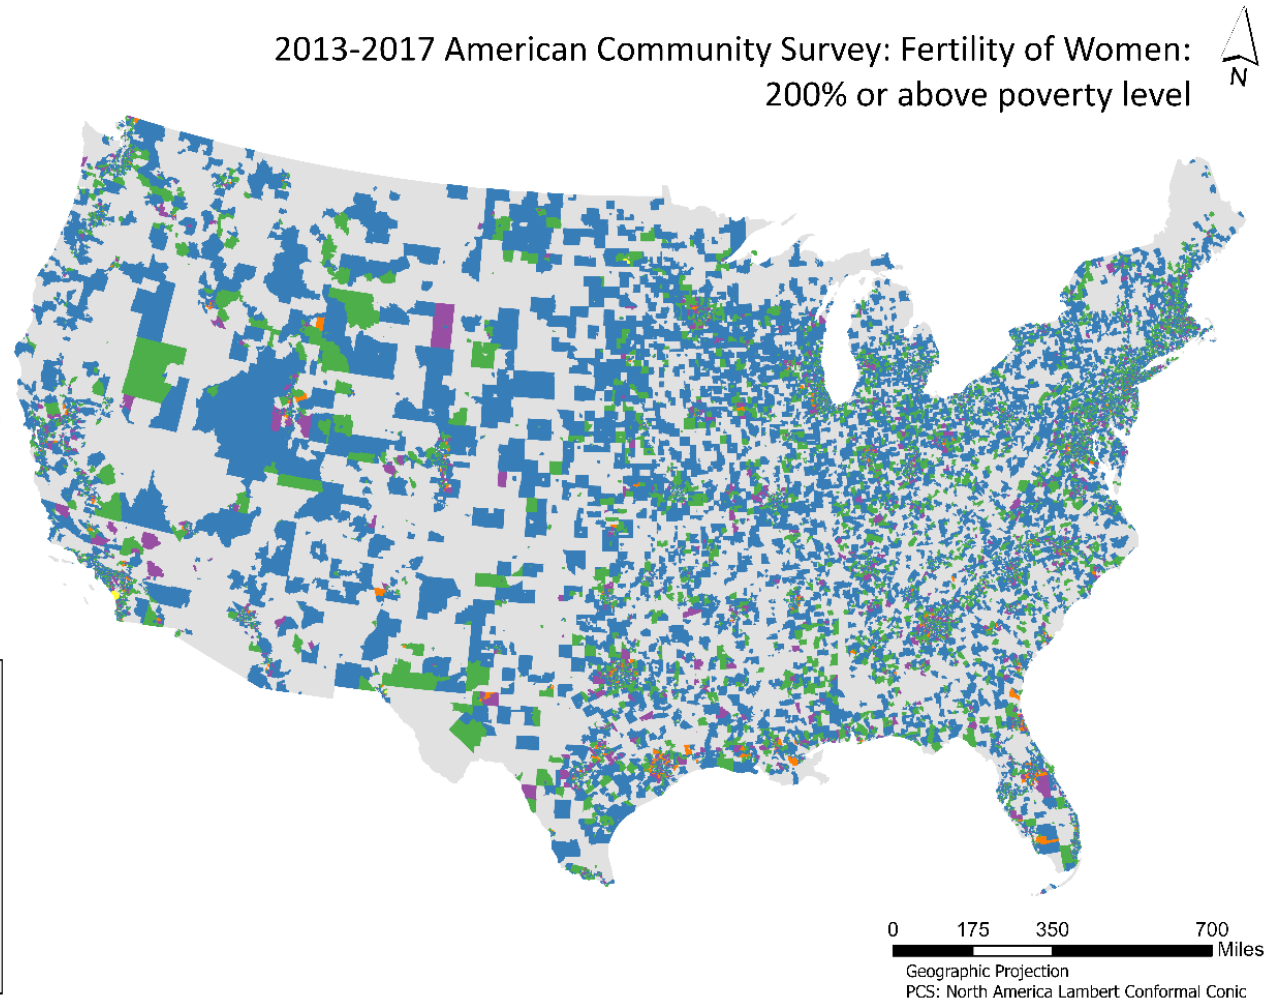 2013-2017 American Community Survey: Fertility of Women:
200% or above poverty level
N
0 175 350 700
Miles
Geographic Projection
PCS: North America Lambert Conformal Conic